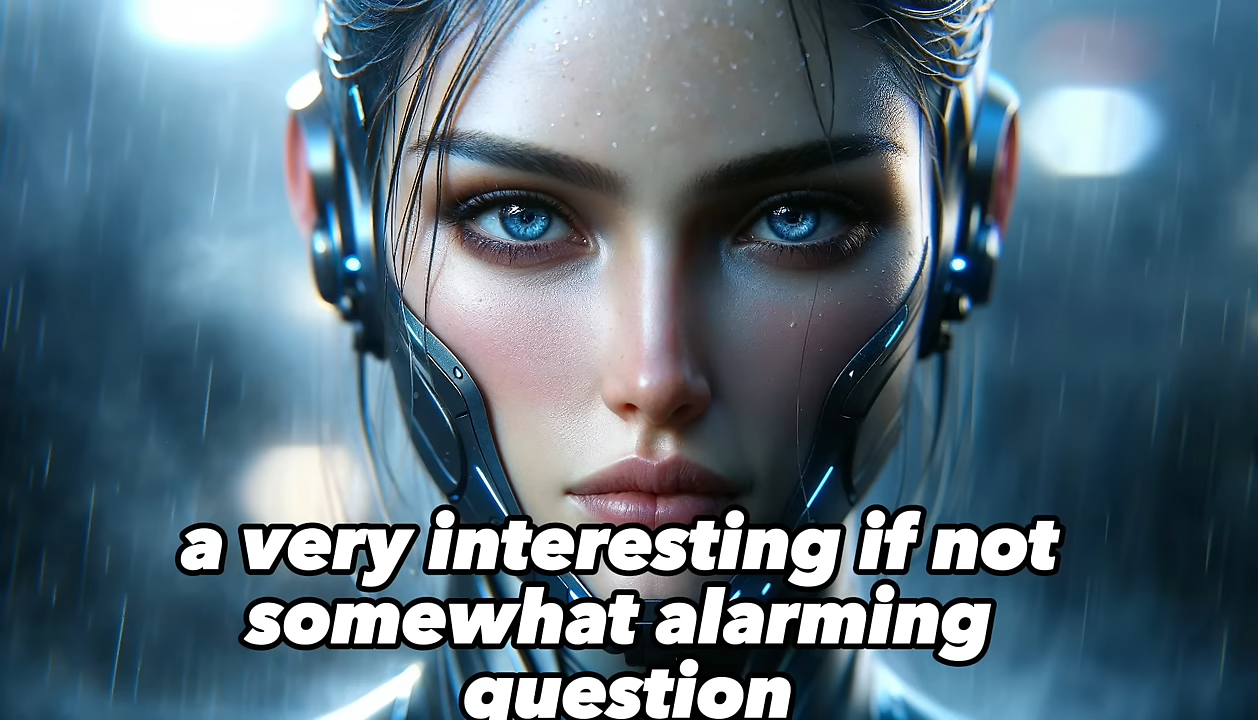 a very interesting if not
somewhat alarming
question